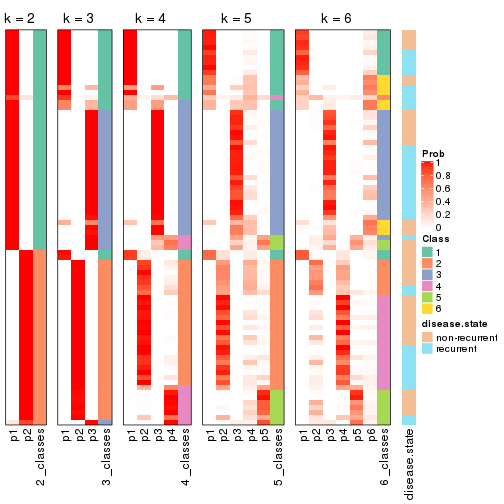 k = 2
k = 3
k = 4
k = 5
k = 6
p1
p2
2_classes
p1
p2
p3
3_classes
p1
p2
p3
p4
4_classes
p1
p2
p3
p4
p5
5_classes
p1
p2
p3
p4
p5
p6
6_classes
disease.state
Prob
1
0.8
0.6
0.4
0.2
0
Class
1
2
3
4
5
6
disease.state
non-recurrent
recurrent